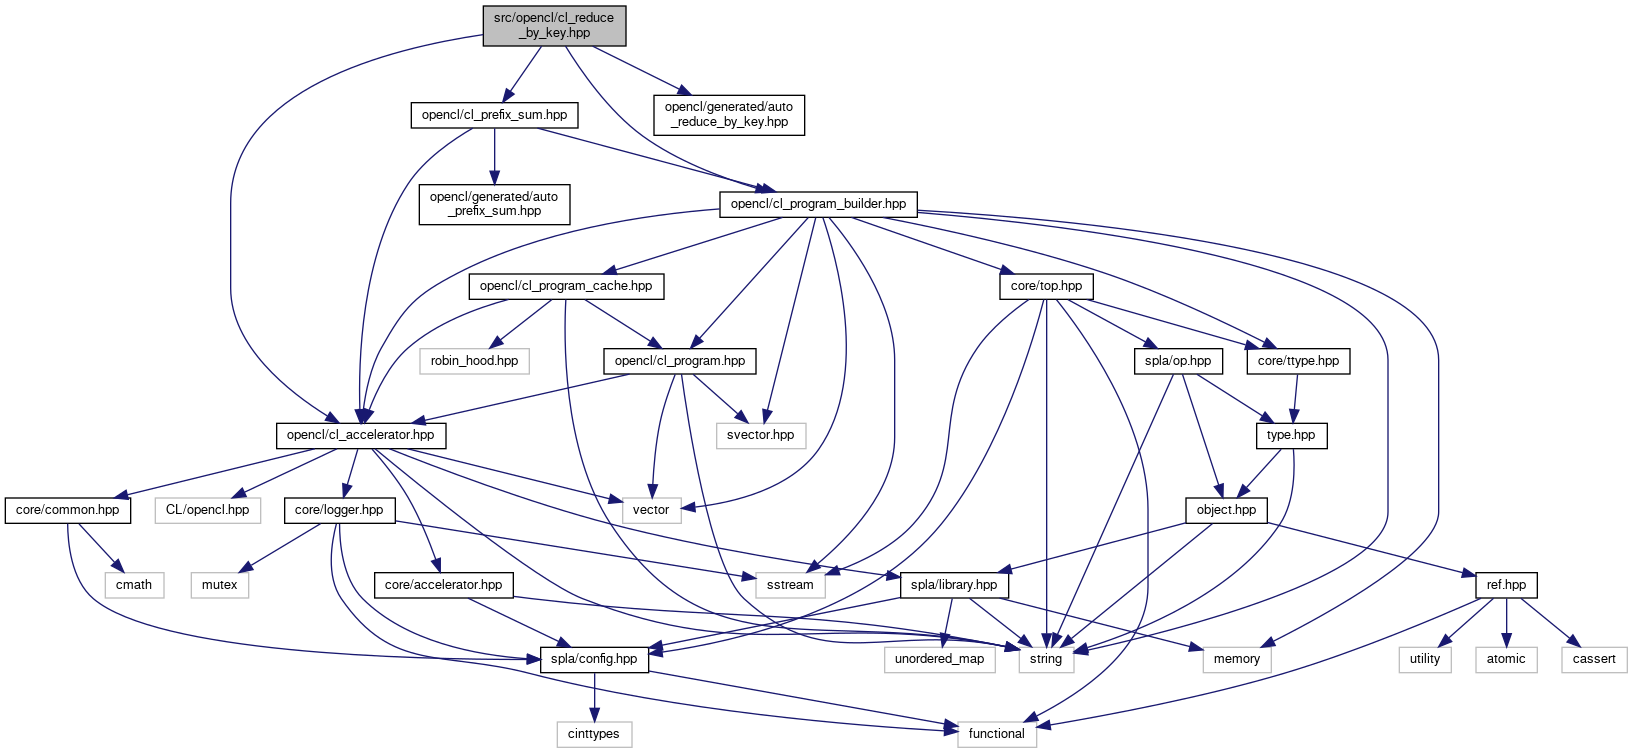 src/opencl/cl_reduce
_by_key.hpp
opencl/generated/auto
_reduce_by_key.hpp
opencl/cl_prefix_sum.hpp
opencl/generated/auto
_prefix_sum.hpp
opencl/cl_program_builder.hpp
opencl/cl_program_cache.hpp
core/top.hpp
robin_hood.hpp
opencl/cl_program.hpp
spla/op.hpp
core/ttype.hpp
opencl/cl_accelerator.hpp
svector.hpp
type.hpp
core/common.hpp
CL/opencl.hpp
core/logger.hpp
vector
object.hpp
cmath
mutex
core/accelerator.hpp
sstream
spla/library.hpp
ref.hpp
spla/config.hpp
unordered_map
string
memory
utility
atomic
cassert
cinttypes
functional